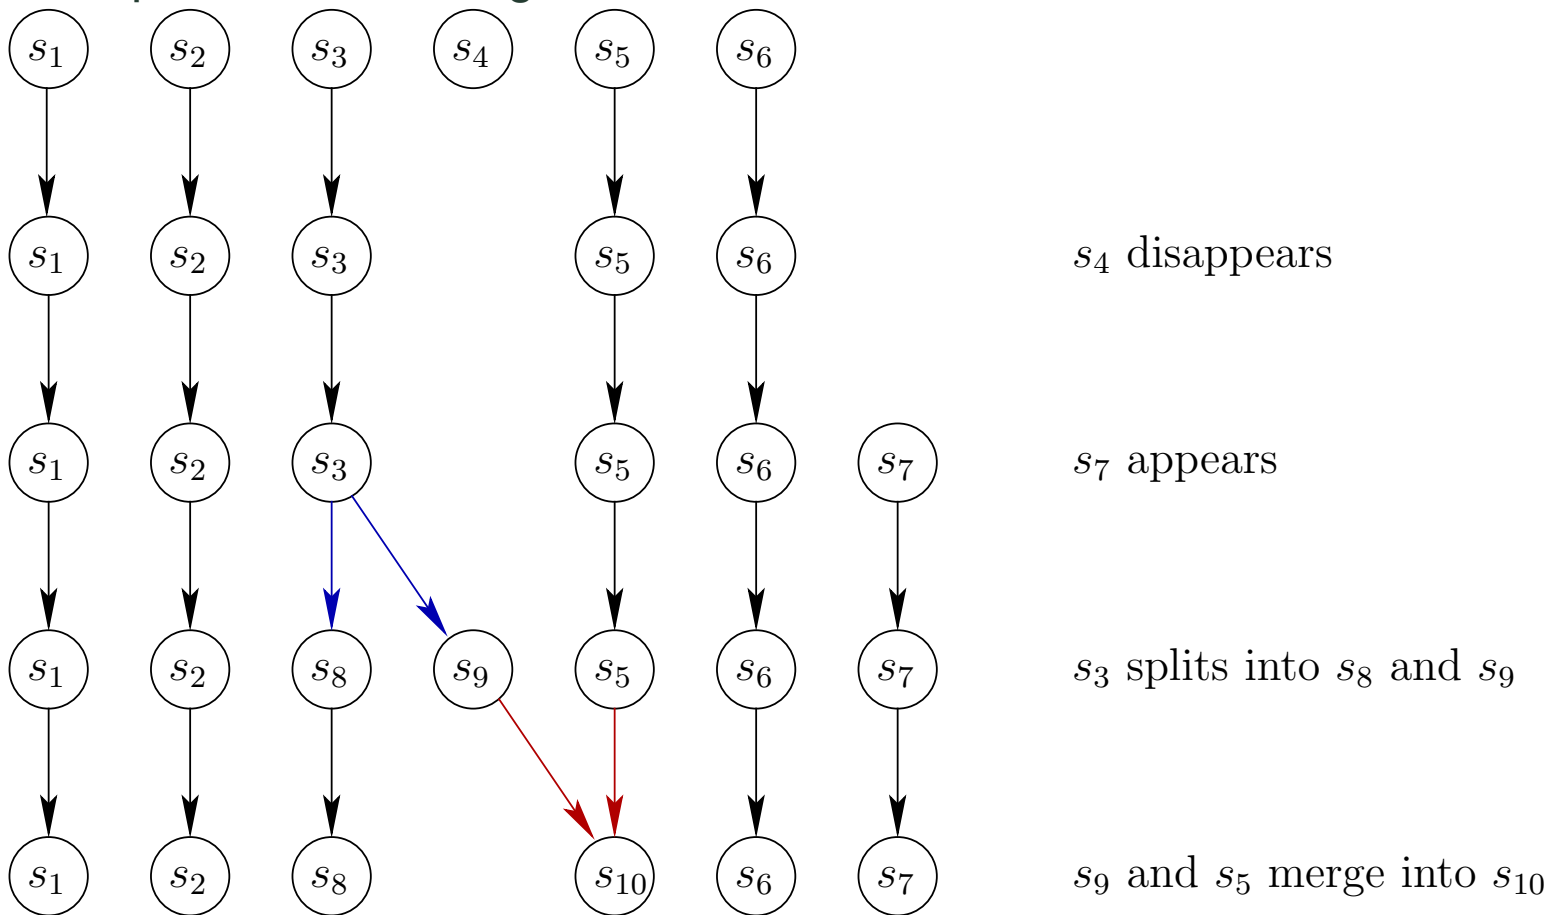 s₁ s₂ s₃ s₄ s₅ s₆
s₁ s₂ s₃ s₅ s₆ s₄ disappears
s₁ s₂ s₃ s₅ s₆ s₇ s₇ appears
s₁ s₂ s₈ s₉ s₅ s₆ s₇ s₃ splits into s₈ and s₉
s₁ s₂ s₈ s₁₀ s₆ s₇ s₉ and s₅ merge into s₁₀